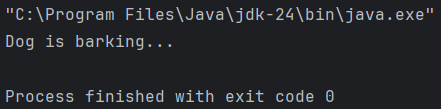 "C:\Program Files\Java\jdk-24\bin\java.exe"
Dog is barking...
Process finished with exit code 0